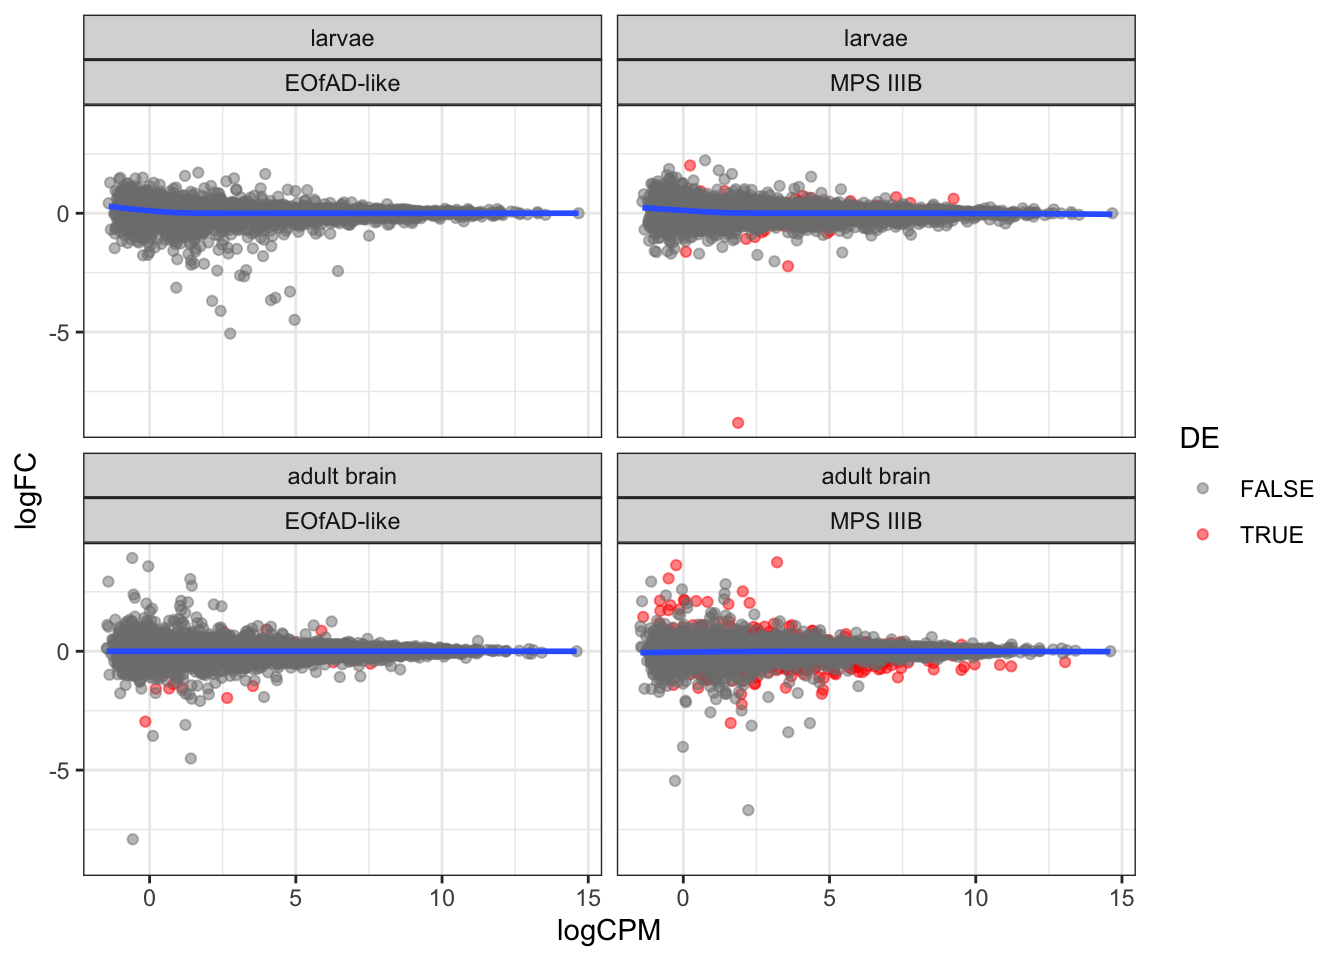 larvae larvae
EOfAD-like MPS IIIB
0
-5
adult brain adult brain
EOfAD-like MPS IIIB
0
-5
0 5 10 15 0 5 10 15
logCPM
logFC
DE
FALSE
TRUE